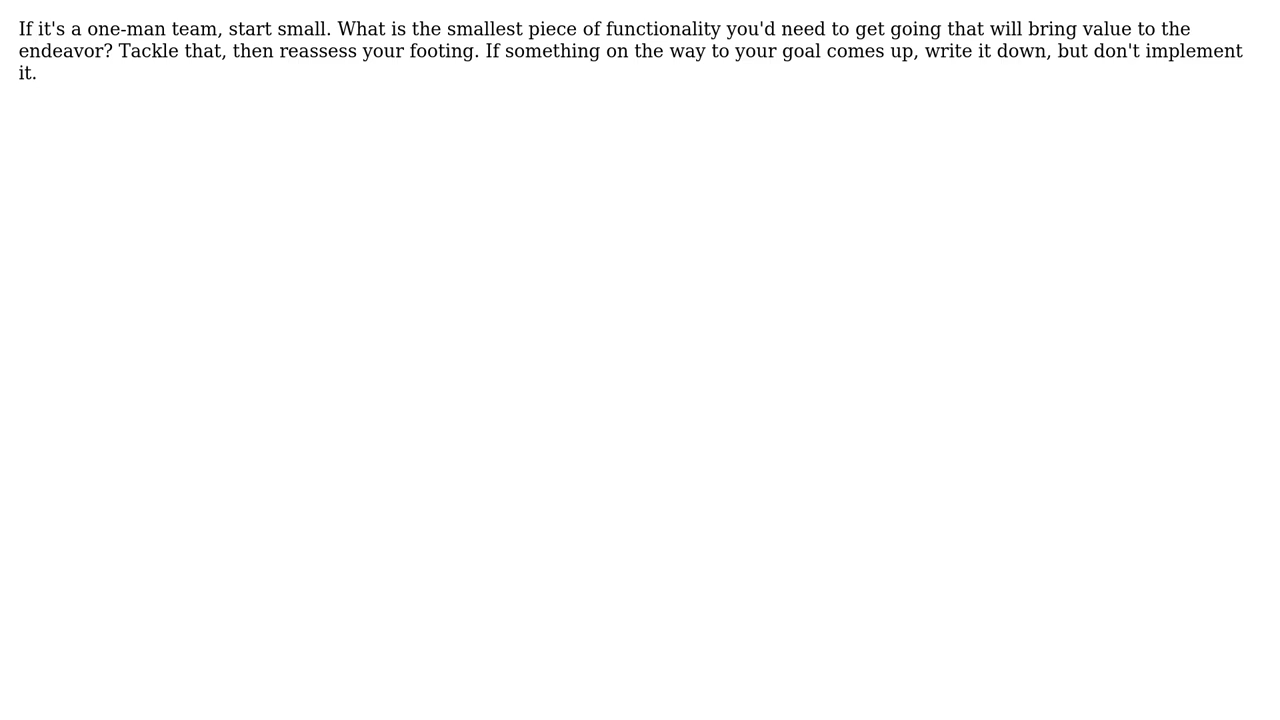 If it's a one-man team, start small. What is the smallest piece of functionality you'd need to get going that will bring value to the
endeavor? Tackle that, then reassess your footing. If something on the way to your goal comes up, write it down, but don't implement
it.